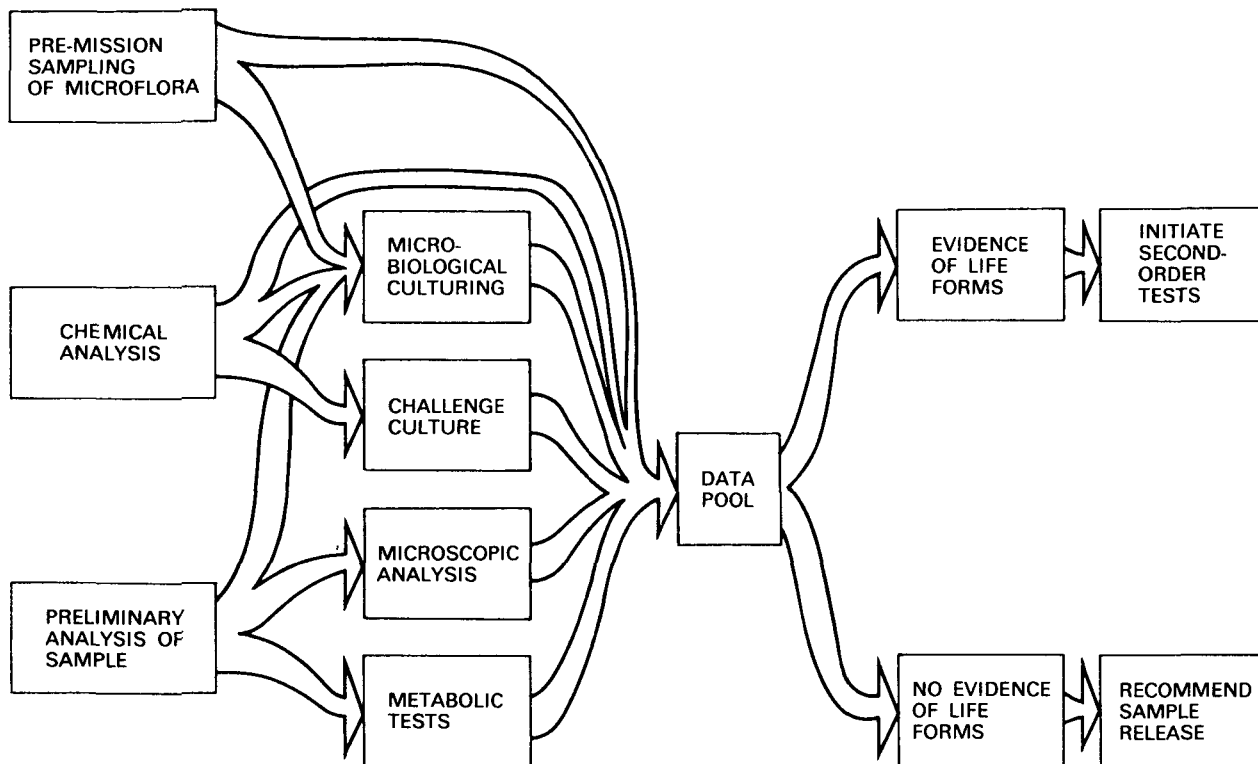 PRE-MISSION
SAMPLING
OF MICROFLORA
CHEMICAL
ANALYSIS
PRELIMINARY
ANALYSIS OF
SAMPLE
MICRO-
BIOLOGICAL
CULTURING
CHALLENGE
CULTURE
MICROSCOPIC
ANALYSIS
METABOLIC
TESTS
DATA
POOL
EVIDENCE
OF LIFE
FORMS
INITIATE
SECOND-
ORDER
TESTS
NO EVIDENCE
OF LIFE
FORMS
RECOMMEND
SAMPLE
RELEASE